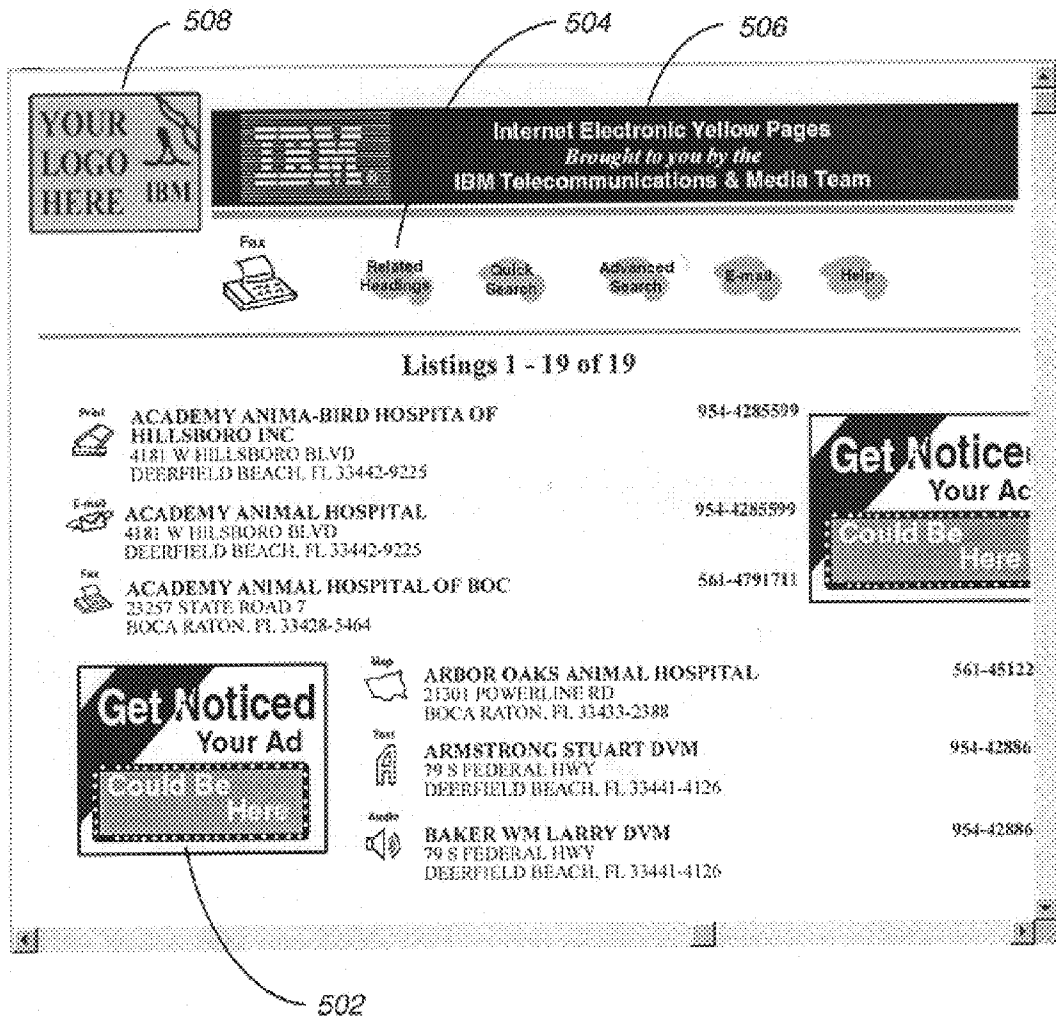 508
504
506
YOUR
LOGO
HERE
IBM
IBM
Internet Electronic Yellow Pages
Brought to you by the
IBM Telecommunications & Media Team
Fax
Related
Headings
Quick
Search
Advanced
Search
E-mail
Help
Listings 1 - 19 of 19
Print
ACADEMY ANIMA-BIRD HOSPITA OF 954-4285599
HILLSBORO INC
4181 W HILLSBORO BLVD
DEERFIELD BEACH, FL 33442-9225
E-mail
ACADEMY ANIMAL HOSPITAL 954-4285599
4181 W HILSBORO BLVD
DEERFIELD BEACH, FL 33442-9225
Fax
ACADEMY ANIMAL HOSPITAL OF BOC 561-4791711
23257 STATE ROAD 7
BOCA RATON, FL 33428-5464
Get Notice
Your Ad
Could Be
Here
Get Noticed
Your Ad
Could Be
Here
Map
ARBOR OAKS ANIMAL HOSPITAL 561-45122
21301 POWERLINE RD
BOCA RATON, FL 33433-2388
Text
ARMSTRONG STUART DVM 954-42886
79 S FEDERAL HWY
DEERFIELD BEACH, FL 33441-4126
Audio
BAKER WM LARRY DVM 954-42886
79 S FEDERAL HWY
DEERFIELD BEACH, FL 33441-4126
502